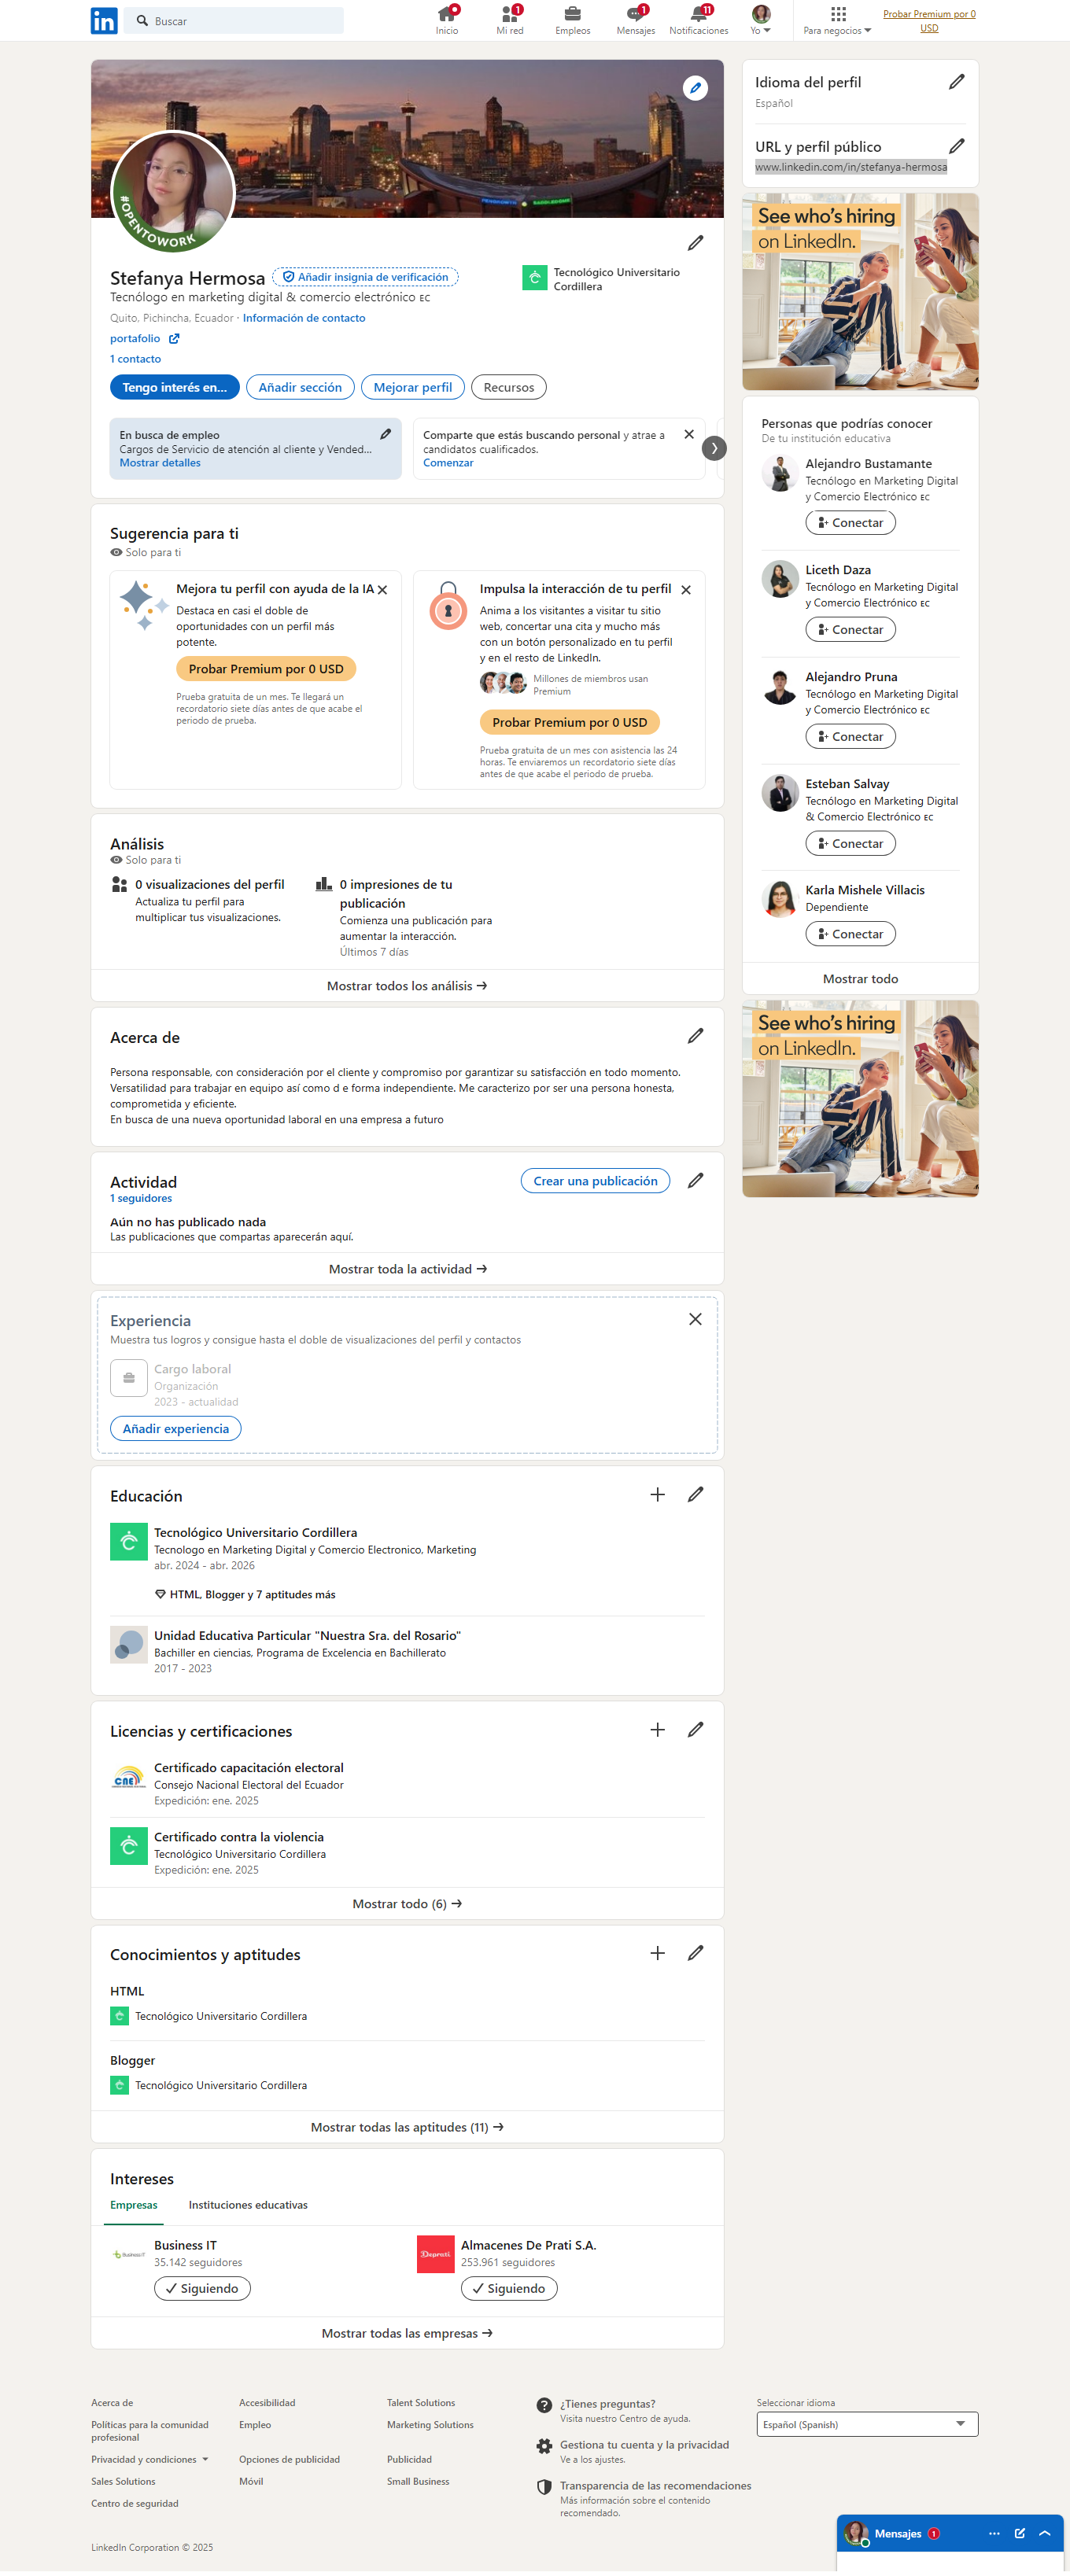 in
Buscar
Inicio
Mi red
1
Empleos
Mensajes
1
Notificaciones
11
Yo
Para negocios
Probar Premium por 0
USD
#OPENTOWORK
Stefanya Hermosa
Añadir insignia de verificación
Tecnólogo en marketing digital & comercio electrónico EC
Quito, Pichincha, Ecuador · Información de contacto
portafolio
1 contacto
Tecnológico Universitario
Cordillera
Tengo interés en...
Añadir sección
Mejorar perfil
Recursos
En busca de empleo
Cargos de Servicio de atención al cliente y Vended...
Mostrar detalles
Comparte que estás buscando personal y atrae a
candidatos cualificados.
Comenzar
Sugerencia para ti
Solo para ti
Mejora tu perfil con ayuda de la IA
Destaca en casi el doble de
oportunidades con un perfil más
potente.
Probar Premium por 0 USD
Prueba gratuita de un mes. Te llegará un
recordatorio siete días antes de que acabe el
periodo de prueba.
Impulsa la interacción de tu perfil
Anima a los visitantes a visitar tu sitio
web, concertar una cita y mucho más
con un botón personalizado en tu perfil
y en el resto de LinkedIn.
Millones de miembros usan
Premium
Probar Premium por 0 USD
Prueba gratuita de un mes con asistencia las 24
horas. Te enviaremos un recordatorio siete días
antes de que acabe el periodo de prueba.
Análisis
Solo para ti
0 visualizaciones del perfil
Actualiza tu perfil para
multiplicar tus visualizaciones.
0 impresiones de tu
publicación
Comienza una publicación para
aumentar la interacción.
Últimos 7 días
Mostrar todos los análisis
Acerca de
Persona responsable, con consideración por el cliente y compromiso por garantizar su satisfacción en todo momento.
Versatilidad para trabajar en equipo así como d e forma independiente. Me caracterizo por ser una persona honesta,
comprometida y eficiente.
En busca de una nueva oportunidad laboral en una empresa a futuro
Actividad
1 seguidores
Crear una publicación
Aún no has publicado nada
Las publicaciones que compartas aparecerán aquí.
Mostrar toda la actividad
Experiencia
Muestra tus logros y consigue hasta el doble de visualizaciones del perfil y contactos
Cargo laboral
Organización
2023 - actualidad
Añadir experiencia
Educación
Tecnológico Universitario Cordillera
Tecnologo en Marketing Digital y Comercio Electronico, Marketing
abr. 2024 - abr. 2026
HTML, Blogger y 7 aptitudes más
Unidad Educativa Particular "Nuestra Sra. del Rosario"
Bachiller en ciencias, Programa de Excelencia en Bachillerato
2017 - 2023
Licencias y certificaciones
CNE
Certificado capacitación electoral
Consejo Nacional Electoral del Ecuador
Expedición: ene. 2025
Certificado contra la violencia
Tecnológico Universitario Cordillera
Expedición: ene. 2025
Mostrar todo (6)
Conocimientos y aptitudes
HTML
Tecnológico Universitario Cordillera
Blogger
Tecnológico Universitario Cordillera
Mostrar todas las aptitudes (11)
Intereses
Empresas
Instituciones educativas
Business IT
Business IT
35.142 seguidores
Siguiendo
Deprati
Almacenes De Prati S.A.
253.961 seguidores
Siguiendo
Mostrar todas las empresas
Idioma del perfil
Español
URL y perfil público
www.linkedin.com/in/stefanya-hermosa
See who's hiring
on LinkedIn.
Personas que podrías conocer
De tu institución educativa
Alejandro Bustamante
Tecnólogo en Marketing Digital
y Comercio Electrónico EC
Conectar
Liceth Daza
Tecnólogo en Marketing Digital
y Comercio Electrónico EC
Conectar
Alejandro Pruna
Tecnólogo en Marketing Digital
y Comercio Electrónico EC
Conectar
Esteban Salvay
Tecnólogo en Marketing Digital
& Comercio Electrónico EC
Conectar
Karla Mishele Villacis
Dependiente
Conectar
Mostrar todo
See who's hiring
on LinkedIn.
Acerca de
Accesibilidad
Talent Solutions
Políticas para la comunidad
profesional
Empleo
Marketing Solutions
Privacidad y condiciones
Opciones de publicidad
Publicidad
Sales Solutions
Móvil
Small Business
Centro de seguridad
¿Tienes preguntas?
Visita nuestro Centro de ayuda.
Gestiona tu cuenta y la privacidad
Ve a los ajustes.
Transparencia de las recomendaciones
Más información sobre el contenido
recomendado.
Seleccionar idioma
Español (Spanish)
LinkedIn Corporation © 2025
Mensajes
1